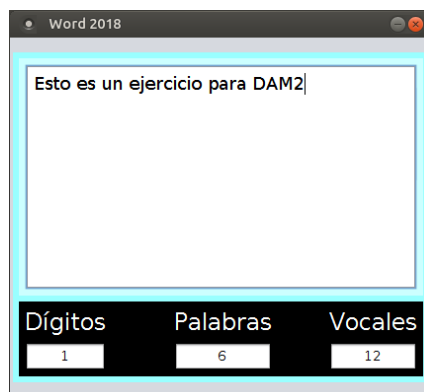 Word 2018
Esto es un ejercicio para DAM2
Dígitos Palabras Vocales
1 6 12